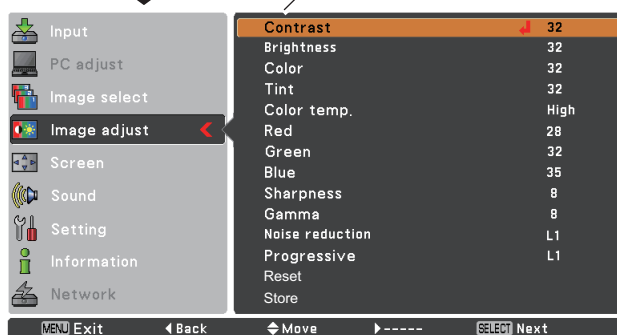 Input
PC adjust
Image select
Image adjust
Screen
Sound
Setting
Information
Network
Contrast 32
Brightness 32
Color 32
Tint 32
Color temp. High
Red 28
Green 32
Blue 35
Sharpness 8
Gamma 8
Noise reduction L1
Progressive L1
Reset
Store
MENU Exit Back Move ----- SELECT Next